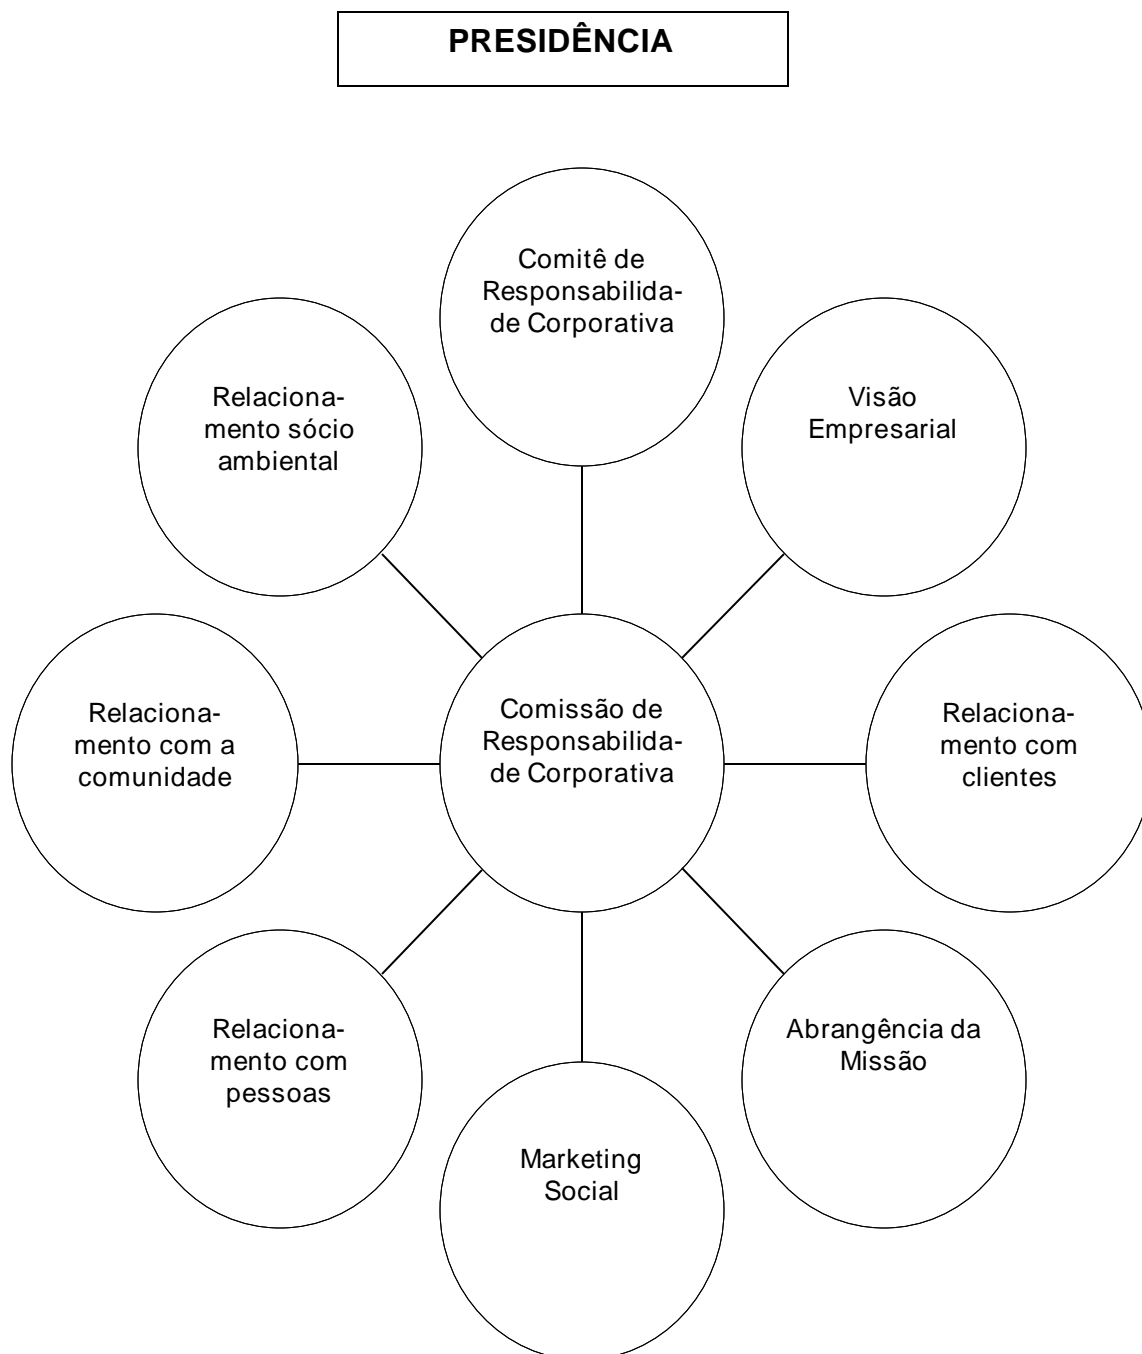 PRESIDÊNCIA
Comitê de
Responsabilida-
de Corporativa
Relaciona-
mento sócio
ambiental
Visão
Empresarial
Relaciona-
mento com a
comunidade
Comissão de
Responsabilida-
de Corporativa
Relaciona-
mento com
clientes
Relaciona-
mento com
pessoas
Abrangência da
Missão
Marketing
Social